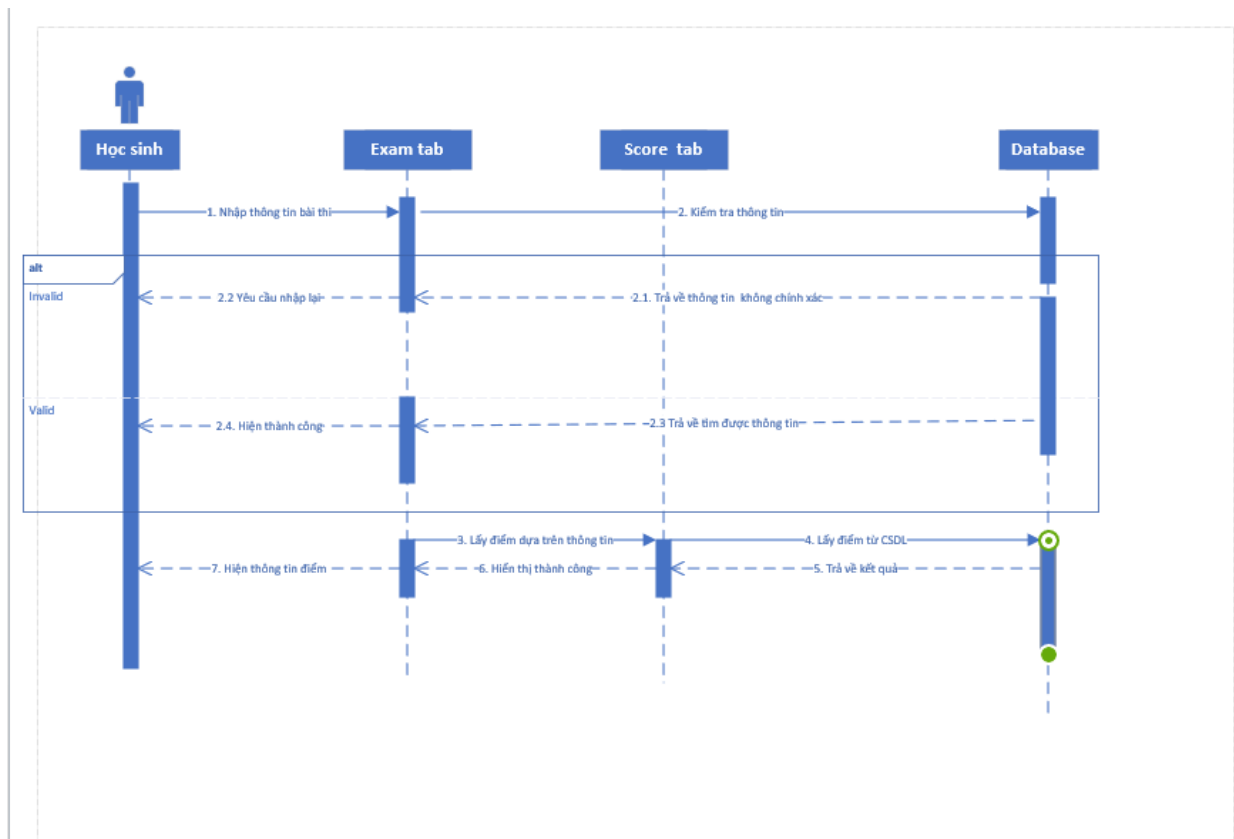 Học sinh
Exam tab
Score tab
Database
1. Nhập thông tin bài thi
2. Kiểm tra thông tin
alt
Invalid
2.2 Yêu cầu nhập lại
2.1. Trả về thông tin không chính xác
Valid
2.4. Hiện thành công
2.3 Trả về tìm được thông tin
3. Lấy điểm dựa trên thông tin
4. Lấy điểm từ CSDL
7. Hiện thông tin điểm
6. Hiển thị thành công
5. Trả về kết quả